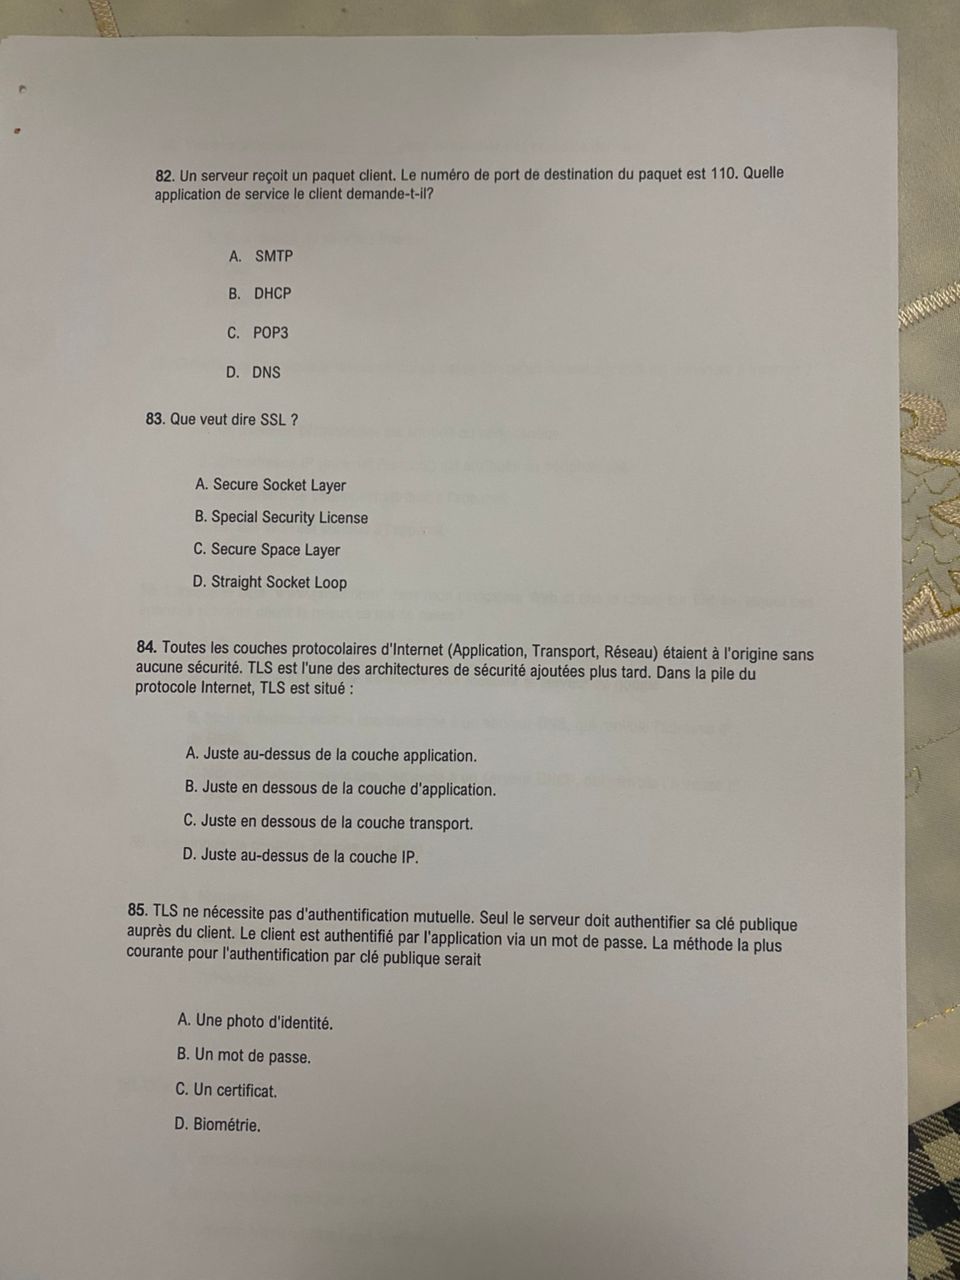 82. Un serveur reçoit un paquet client. Le numéro de port de destination du paquet est 110. Quelle
application de service le client demande-t-il?
A. SMTP
B. DHCP
C. POP3
D. DNS
83. Que veut dire SSL ?
A. Secure Socket Layer
B. Special Security License
C. Secure Space Layer
D. Straight Socket Loop
84. Toutes les couches protocolaires d'Internet (Application, Transport, Réseau) étaient à l'origine sans
aucune sécurité. TLS est l'une des architectures de sécurité ajoutées plus tard. Dans la pile du
protocole Internet, TLS est situé :
A. Juste au-dessus de la couche application.
B. Juste en dessous de la couche d'application.
C. Juste en dessous de la couche transport.
D. Juste au-dessus de la couche IP.
85. TLS ne nécessite pas d'authentification mutuelle. Seul le serveur doit authentifier sa clé publique
auprès du client. Le client est authentifié par l'application via un mot de passe. La méthode la plus
courante pour l'authentification par clé publique serait
A. Une photo d'identité.
B. Un mot de passe.
C. Un certificat.
D. Biométrie.